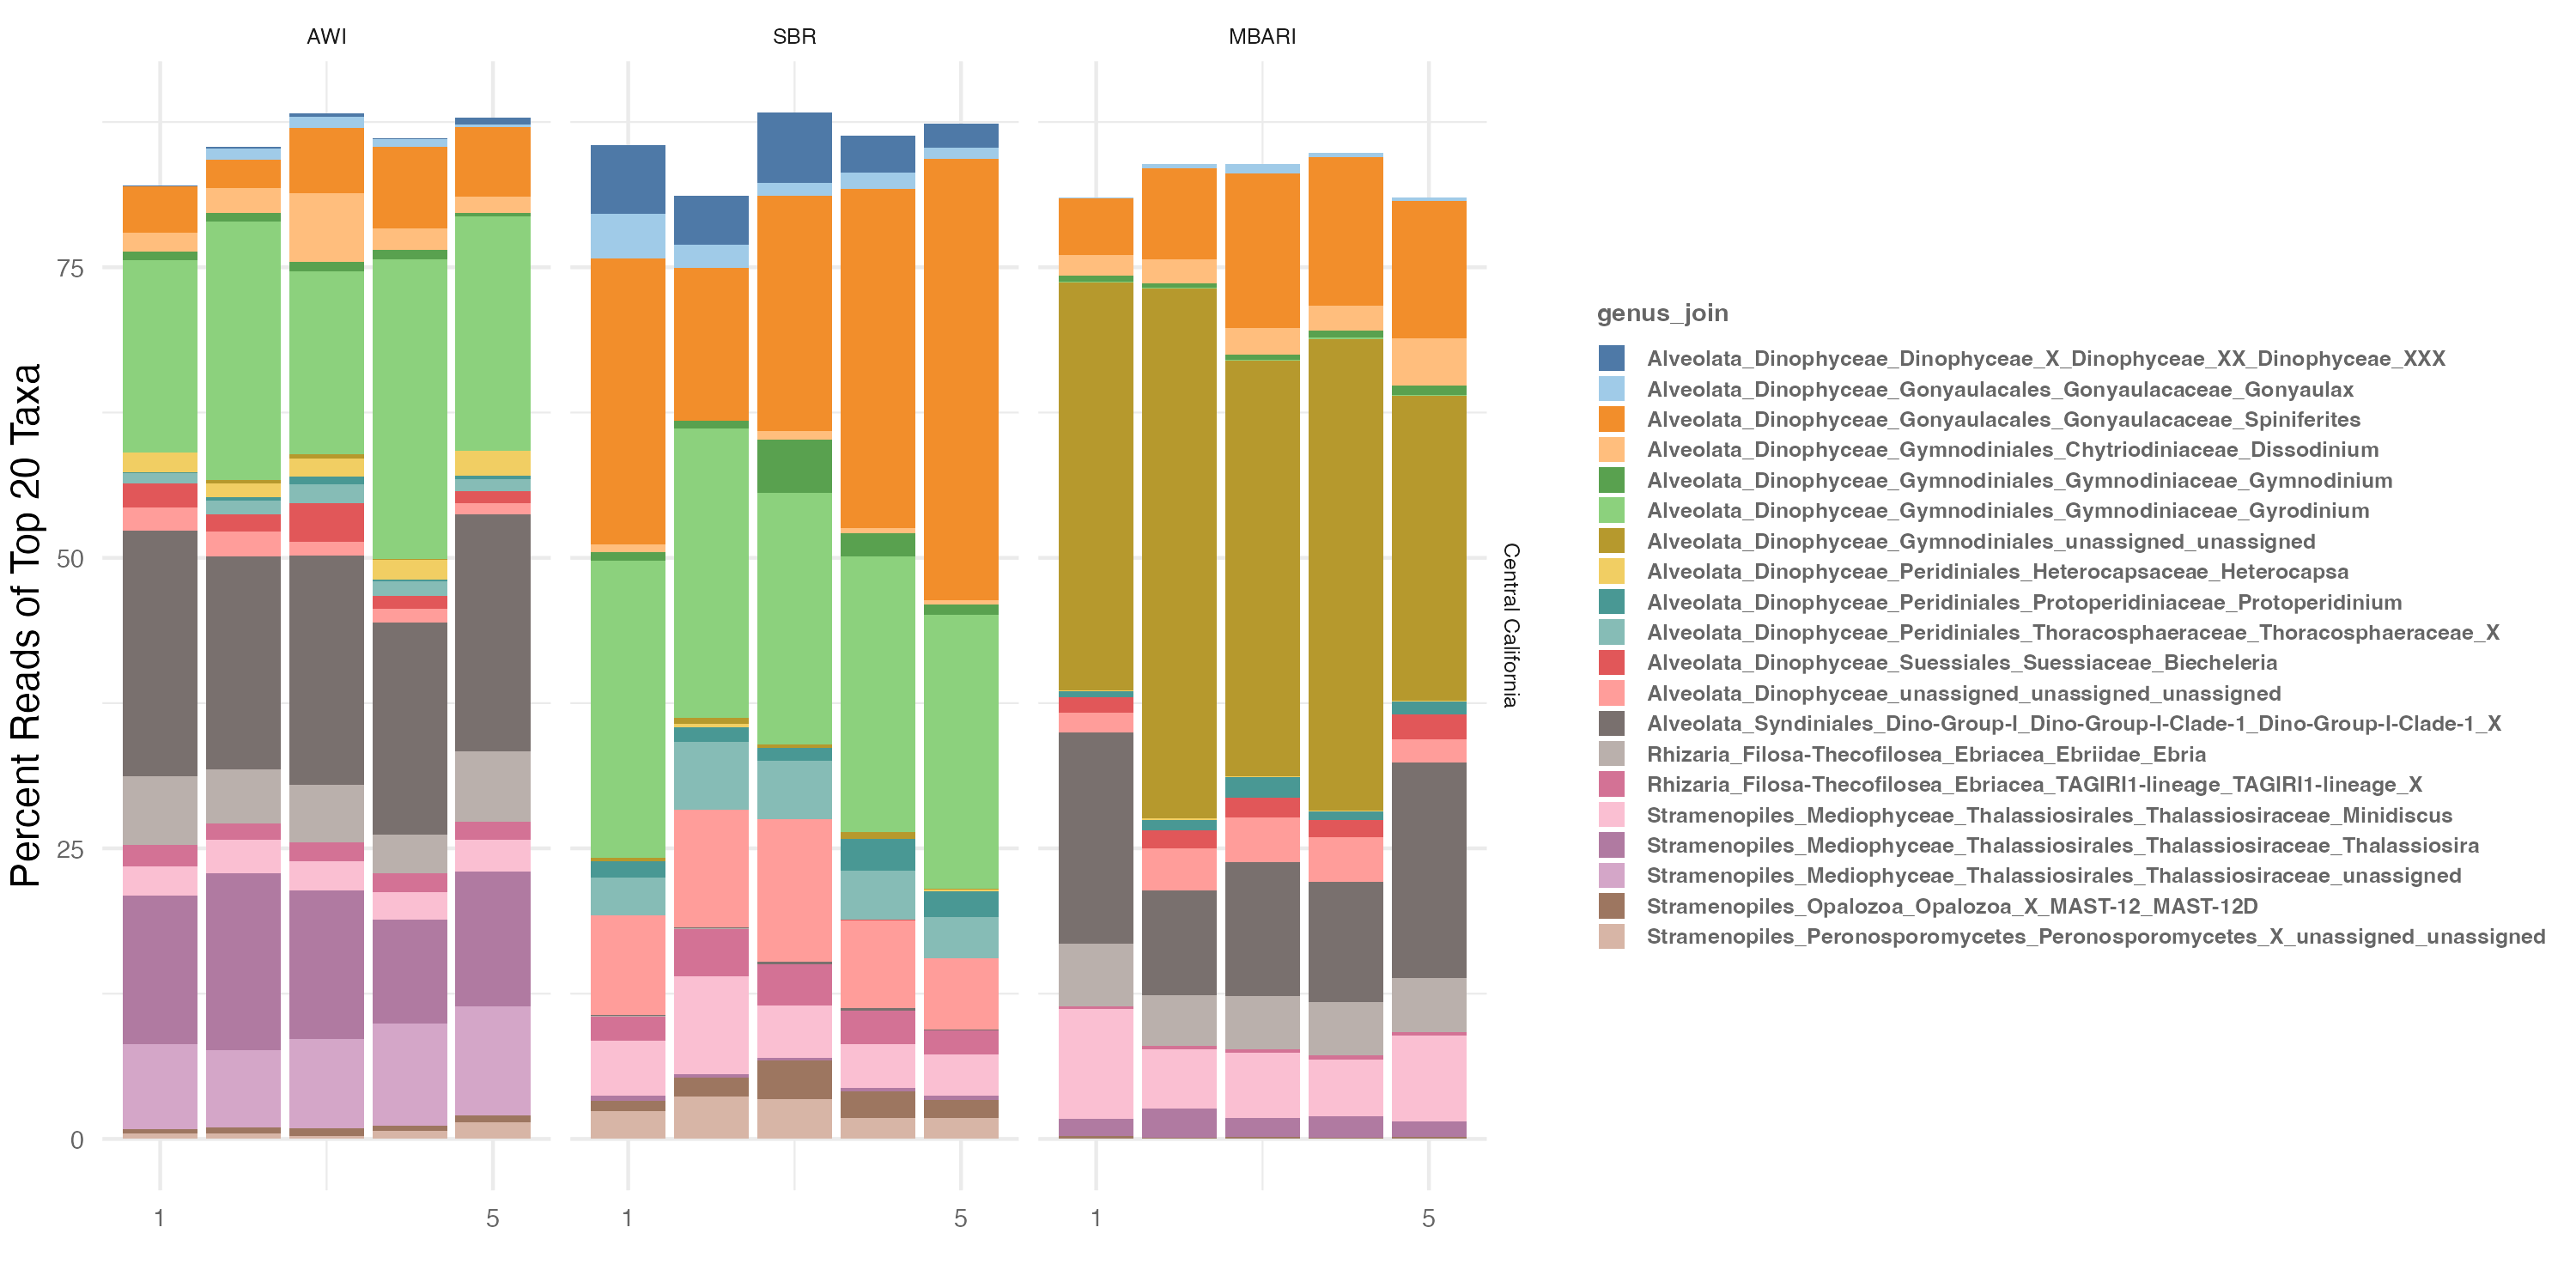 AWI
SBR
MBARI
Percent Reads of Top 20 Taxa
75
50
25
0
1
5
1
5
1
5
Central California
genus_join
Alveolata_Dinophyceae_Dinophyceae_X_Dinophyceae_XX_Dinophyceae_XXX
Alveolata_Dinophyceae_Gonyaulacales_Gonyaulacaceae_Gonyaulax
Alveolata_Dinophyceae_Gonyaulacales_Gonyaulacaceae_Spiniferites
Alveolata_Dinophyceae_Gymnodiniales_Chytriodiniaceae_Dissodinium
Alveolata_Dinophyceae_Gymnodiniales_Gymnodiniaceae_Gymnodinium
Alveolata_Dinophyceae_Gymnodiniales_Gymnodiniaceae_Gyrodinium
Alveolata_Dinophyceae_Gymnodiniales_unassigned_unassigned
Alveolata_Dinophyceae_Peridiniales_Heterocapsaceae_Heterocapsa
Alveolata_Dinophyceae_Peridiniales_Protoperidiniaceae_Protoperidinium
Alveolata_Dinophyceae_Peridiniales_Thoracosphaeraceae_Thoracosphaeraceae_X
Alveolata_Dinophyceae_Suessiales_Suessiaceae_Biecheleria
Alveolata_Dinophyceae_unassigned_unassigned_unassigned
Alveolata_Syndiniales_Dino-Group-I_Dino-Group-I-Clade-1_Dino-Group-I-Clade-1_X
Rhizaria_Filosa-Thecofilosea_Ebriacea_Ebriidae_Ebria
Rhizaria_Filosa-Thecofilosea_Ebriacea_TAGIRI1-lineage_TAGIRI1-lineage_X
Stramenopiles_Mediophyceae_Thalassiosirales_Thalassiosiraceae_Minidiscus
Stramenopiles_Mediophyceae_Thalassiosirales_Thalassiosiraceae_Thalassiosira
Stramenopiles_Mediophyceae_Thalassiosirales_Thalassiosiraceae_unassigned
Stramenopiles_Opalozoa_Opalozoa_X_MAST-12_MAST-12D
Stramenopiles_Peronosporomycetes_Peronosporomycetes_X_unassigned_unassigned